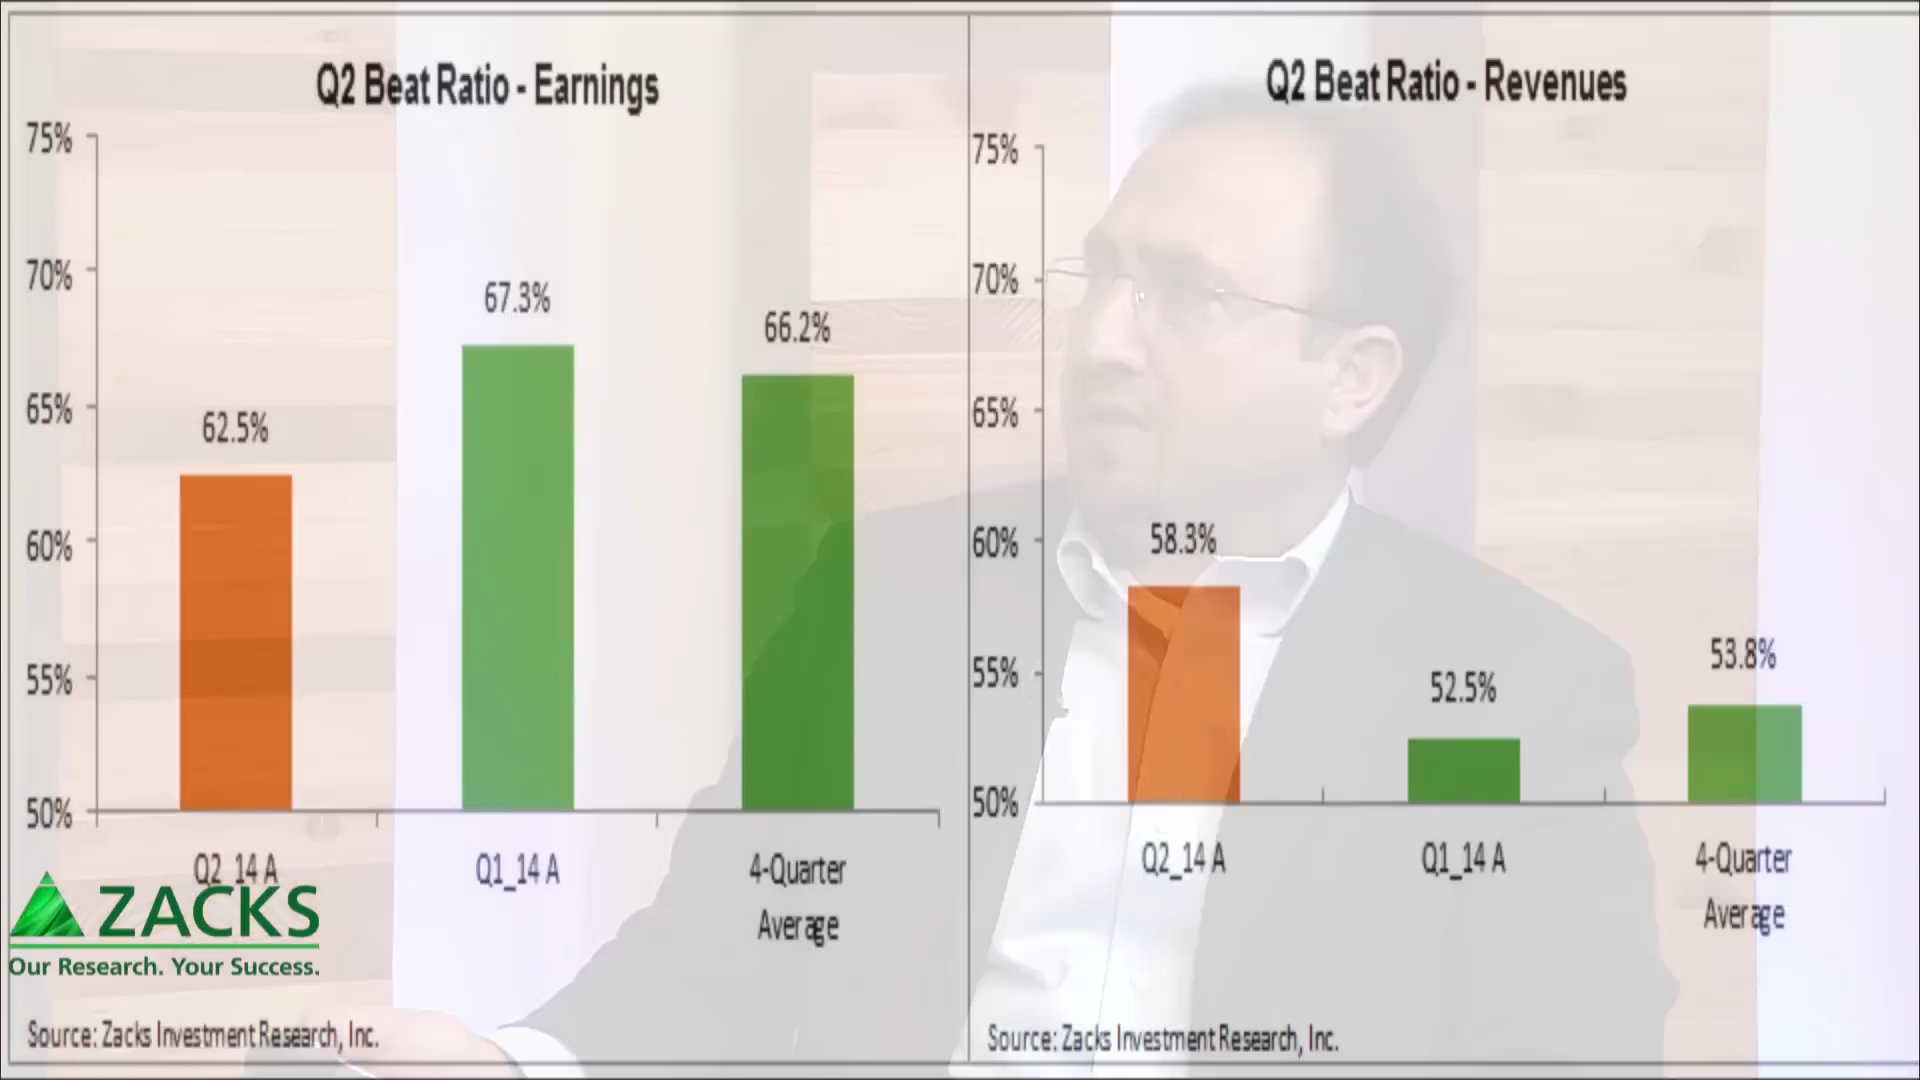 Q2 Beat Ratio - Earnings
75%
70%
65%
60%
55%
50%
62.5%
67.3%
66.2%
Q2_14 A
Q1_14 A
4-Quarter
Average
ZACKS
Our Research. Your Success.
Source: Zacks Investment Research, Inc.
Q2 Beat Ratio - Revenues
75%
70%
65%
60%
55%
50%
58.3%
52.5%
53.8%
Q2_14 A
Q1_14 A
4-Quarter
Average
Source: Zacks Investment Research, Inc.